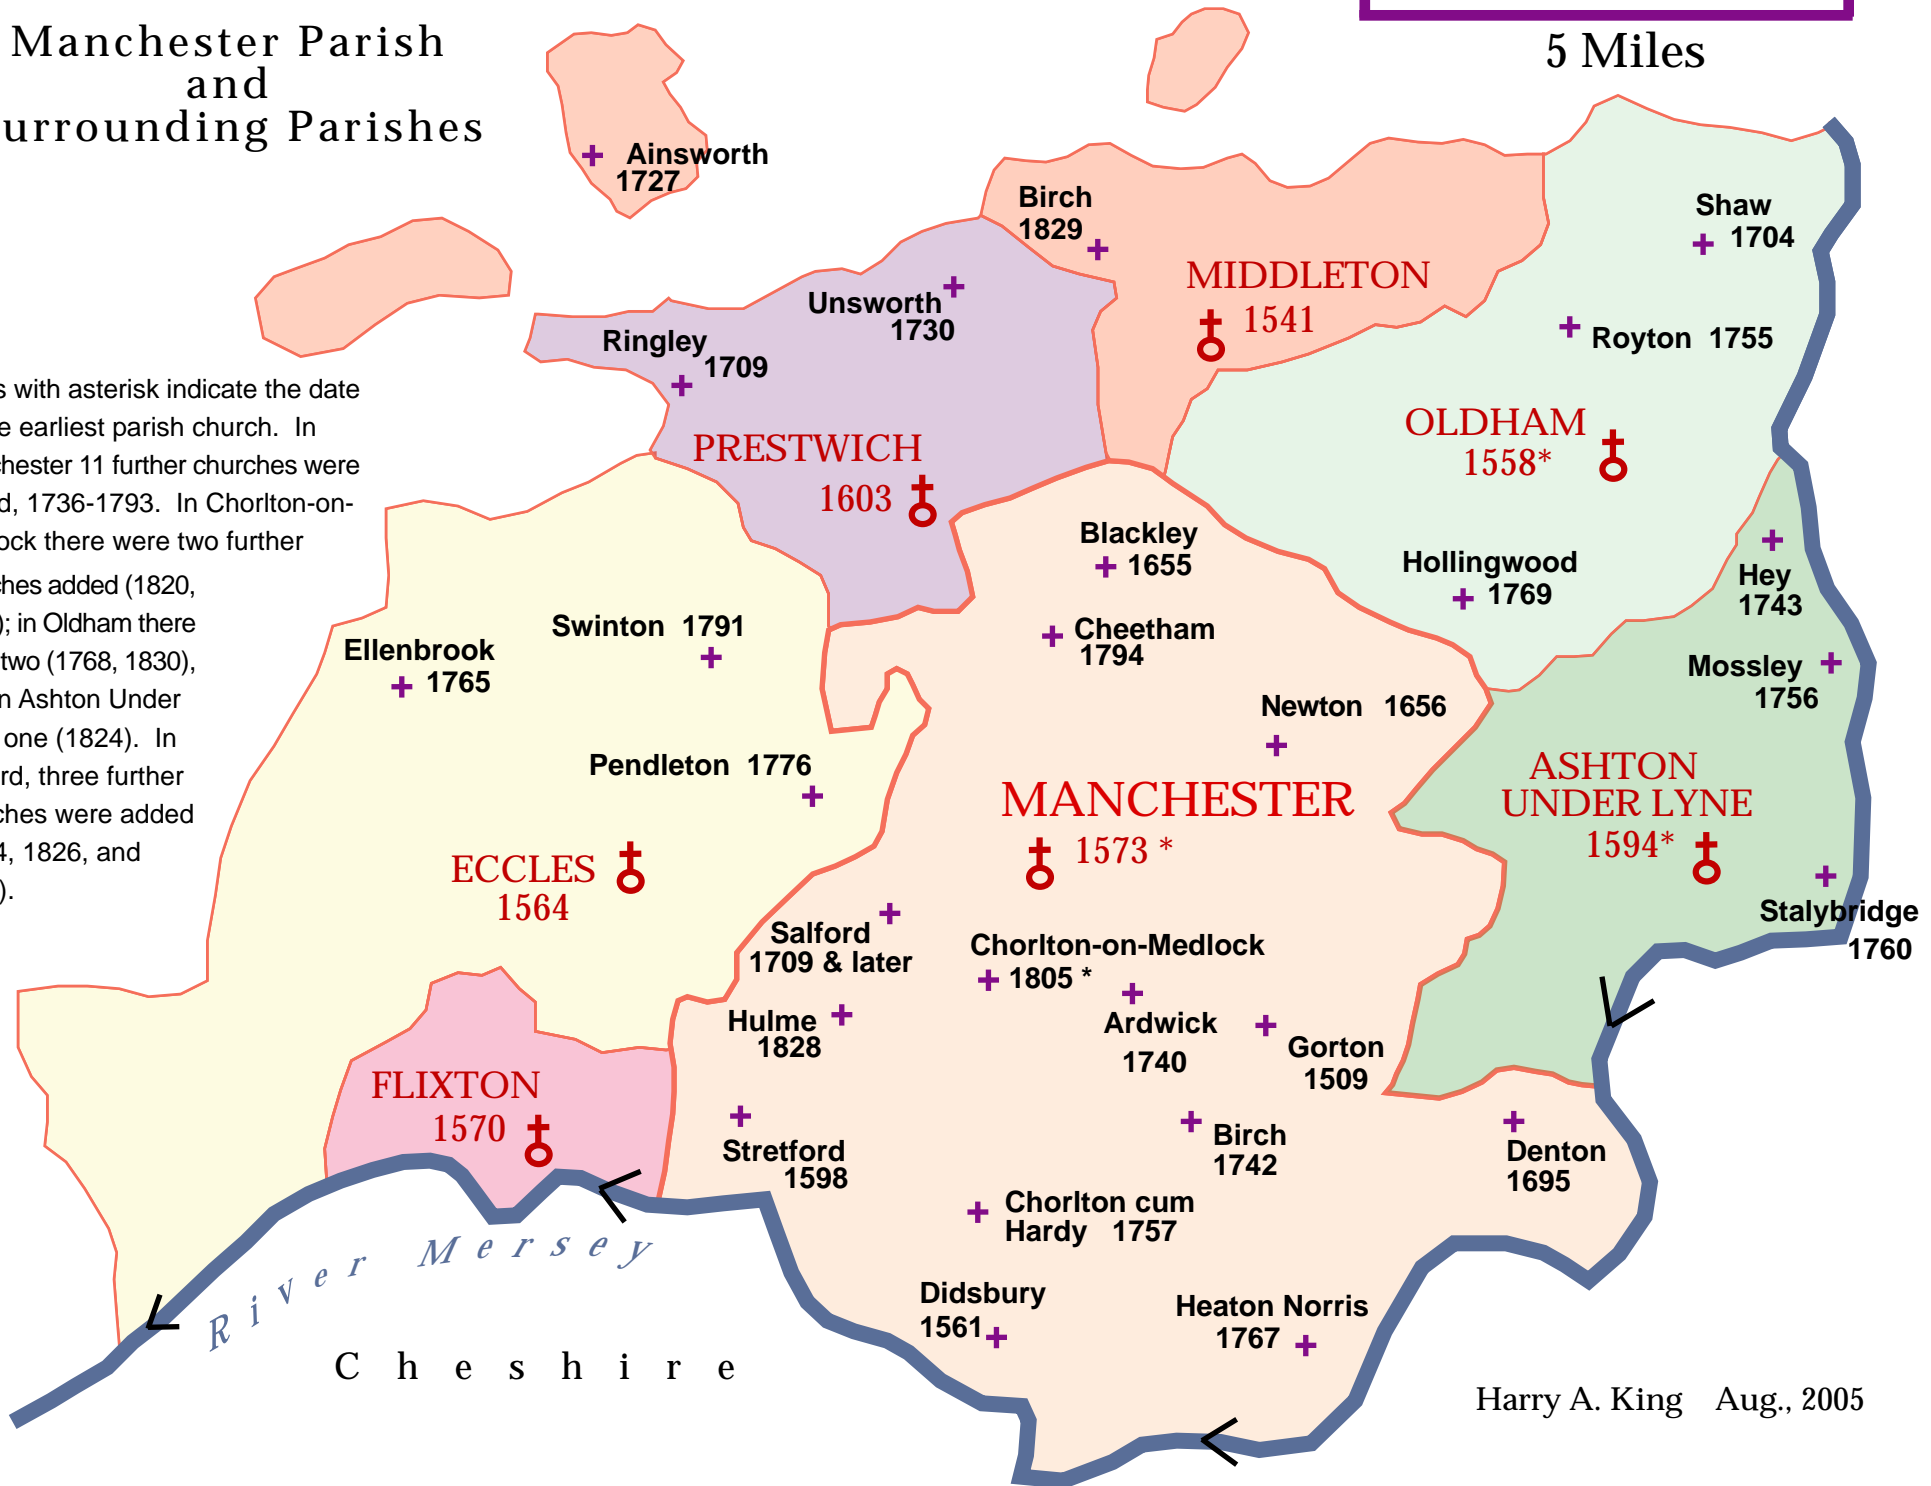 Manchester Parish
and
urrounding Parishes
5 Miles
Ainsworth
1727
Birch
1829
Shaw
1704
MIDDLETON
1541
Unsworth
1730
Royton 1755
Ringley
1709
s with asterisk indicate the date
e earliest parish church. In
chester 11 further churches were
d, 1736-1793. In Chorlton-on-
ock there were two further
ches added (1820,
); in Oldham there
two (1768, 1830),
n Ashton Under
one (1824). In
rd, three further
ches were added
4, 1826, and
).
OLDHAM
1558*
PRESTWICH
1603
Blackley
1655
Hollingwood
1769
Hey
1743
Swinton 1791
Cheetham
1794
Ellenbrook
1765
Mossley
1756
Newton 1656
Pendleton 1776
MANCHESTER
1573 *
ASHTON
UNDER LYNE
1594*
ECCLES
1564
Salford
1709 & later
Stalybridge
1760
Chorlton-on-Medlock
1805 *
Hulme
1828
Ardwick
1740
Gorton
1509
FLIXTON
1570
Stretford
1598
Birch
1742
Denton
1695
Chorlton cum
Hardy 1757
River Mersey
Didsbury
1561
Heaton Norris
1767
Cheshire
Harry A. King Aug., 2005